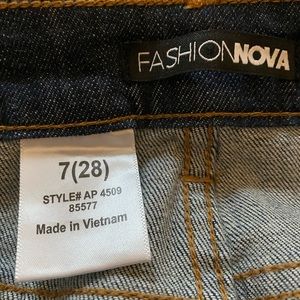 FASHIONNOVA
7(28)
STYLE# AP 4509
85577
Made in Vietnam